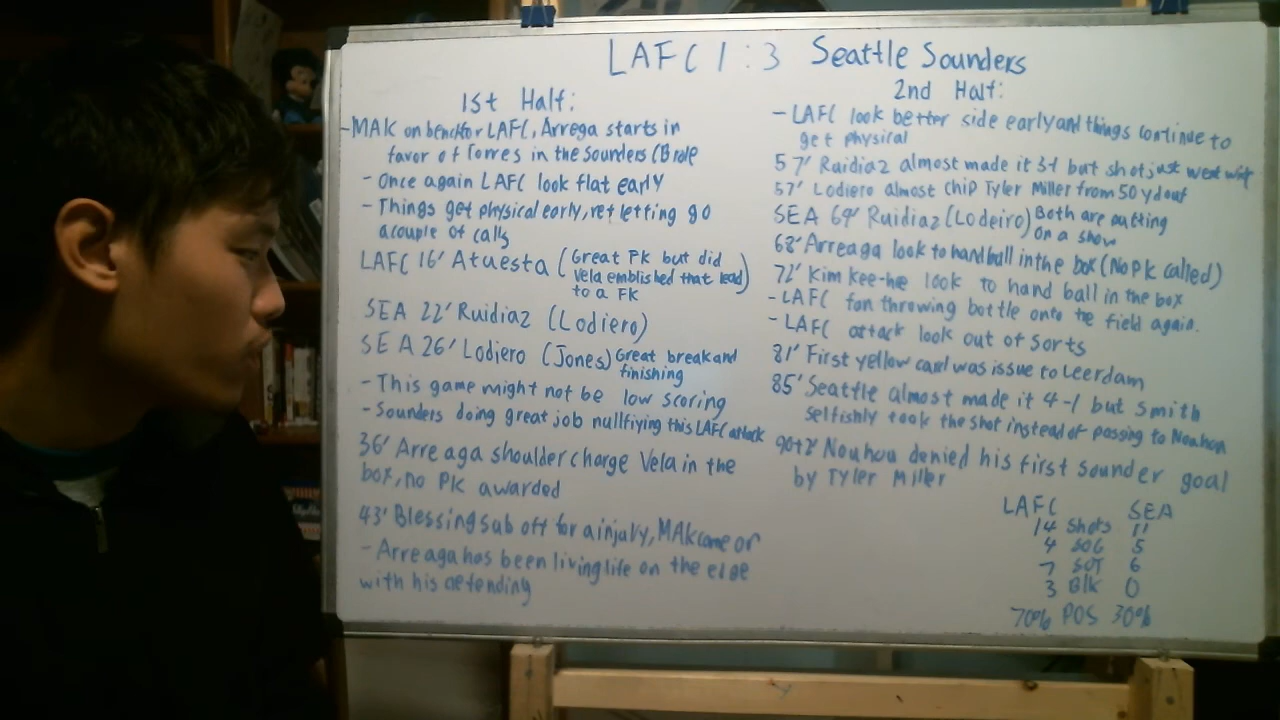 LAFC 1 : 3 Seattle Sounders
1st Half:
- MAK on bench for LAFC, Arrega starts in
favor of Torres in the Sounders CB role
- Once again LAFC look flat early
- Things get physical early, ref letting go
a couple of calls
LAFC 16' Atuesta (Great FK but did
Vela emblished that lead)
to a FK
SEA 22' Ruidiaz (Lodiero)
SEA 26' Lodiero (Jones) Great break and
finishing
- This game might not be low scoring
- Sounders doing great job nullfiying this LAFC attack
36' Arreaga shoulder charge Vela in the
box, no PK awarded
43' Blessing sub off for a injury, MAK come on
- Arreaga has been living life on the edge
with his defending
2nd Half:
- LAFC look better side early and things continue to
get physical
57' Raidiaz almost made it 3-1 but shot just went
57' Lodiero almost chip Tyler Miller from 50 yd out
SEA 64' Ruidiaz (Lodeiro) Both are putting
on a show
68' Arreaga look to hand ball in the box (No PK called)
72' Kim Kee-he look to hand ball in the box
- LAFC fan throwing bottle onto the field again.
- LAFC attack look out of sorts
81' First yellow card was issue to Leerdam
85' Seattle almost made it 4-1 but Smith
selfishly took the shot instead of passing to Nouhou
90+2' Nouhou denied his first sounder goal
by Tyler Miller
LAFC SEA
14 Shots 11
4 SOG 5
7 SOT 6
3 Blk 0
70% POS 30%